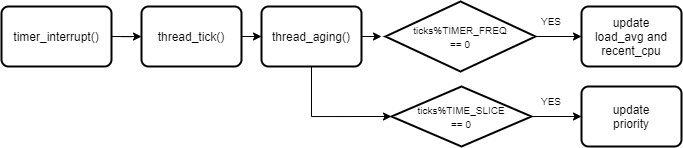 timer_interrupt()
thread_tick()
thread_aging()
ticks%TIMER_FREQ
== 0
YES
update
load_avg and
recent_cpu
ticks%TIME_SLICE
== 0
YES
update
priority